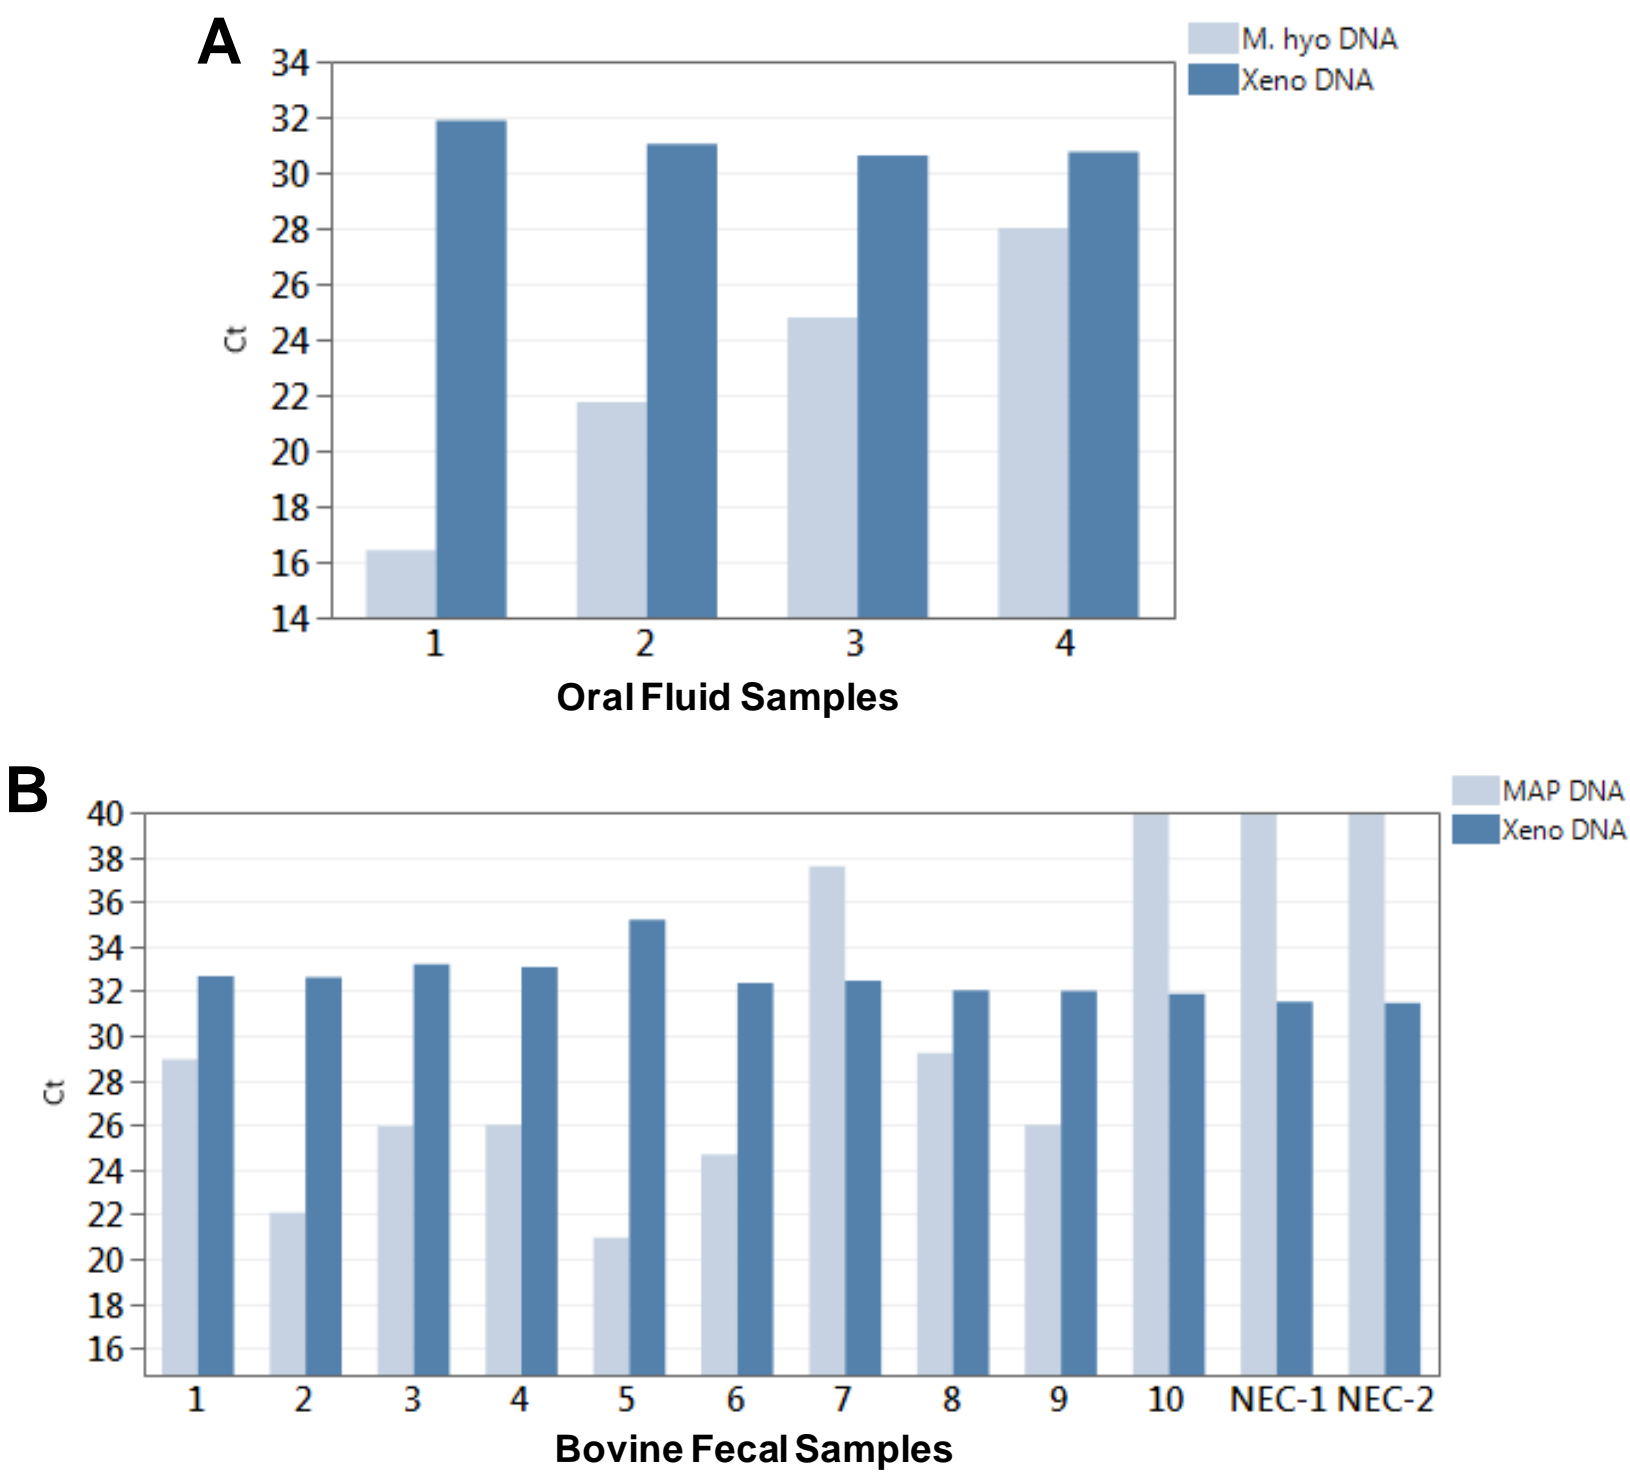 A
M. hyo DNA
Xeno DNA
34
32
30
28
26
24
22
20
18
16
14
Ct
1 2 3 4
Oral Fluid Samples
B
MAP DNA
Xeno DNA
40
38
36
34
32
30
28
26
24
22
20
18
16
Ct
1 2 3 4 5 6 7 8 9 10 NEC-1 NEC-2
Bovine Fecal Samples